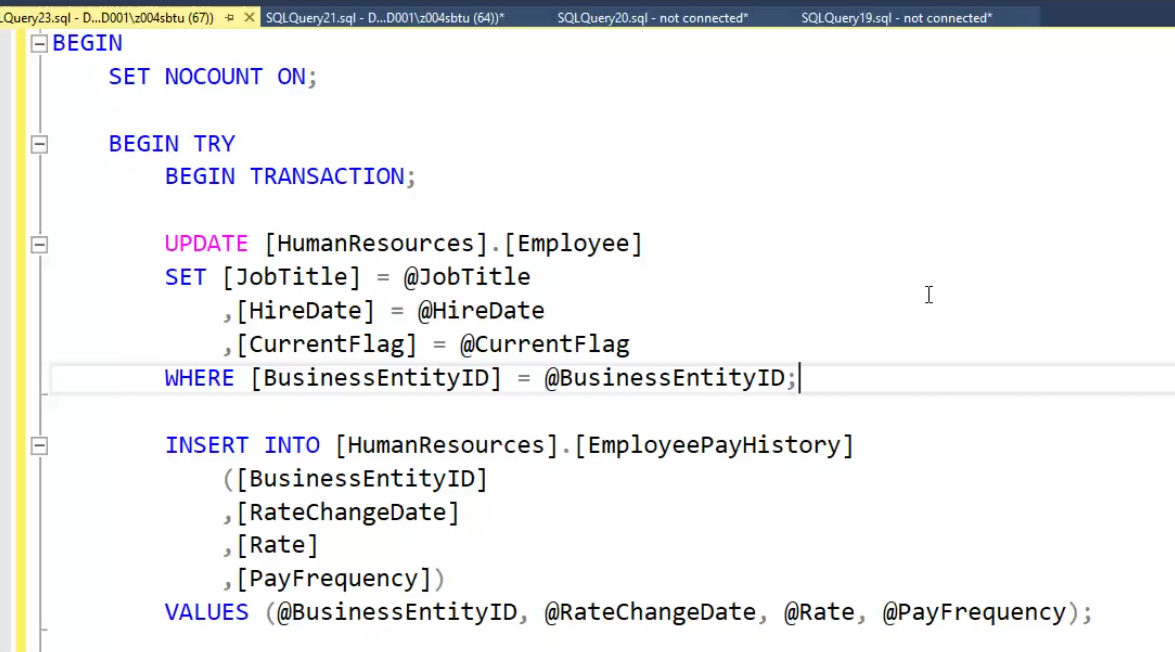 LQuery23.sql - D...D001\z004sbtu (67)) SQLQuery21.sql - D...D001\z004sbtu (64))* SQLQuery20.sql - not connected* SQLQuery19.sql - not connected*
BEGIN
SET NOCOUNT ON;
BEGIN TRY
BEGIN TRANSACTION;
UPDATE [HumanResources].[Employee]
SET [JobTitle] = @JobTitle
,[HireDate] = @HireDate
,[CurrentFlag] = @CurrentFlag
WHERE [BusinessEntityID] = @BusinessEntityID;
INSERT INTO [HumanResources].[EmployeePayHistory]
([BusinessEntityID]
,[RateChangeDate]
,[Rate]
,[PayFrequency])
VALUES (@BusinessEntityID, @RateChangeDate, @Rate, @PayFrequency);